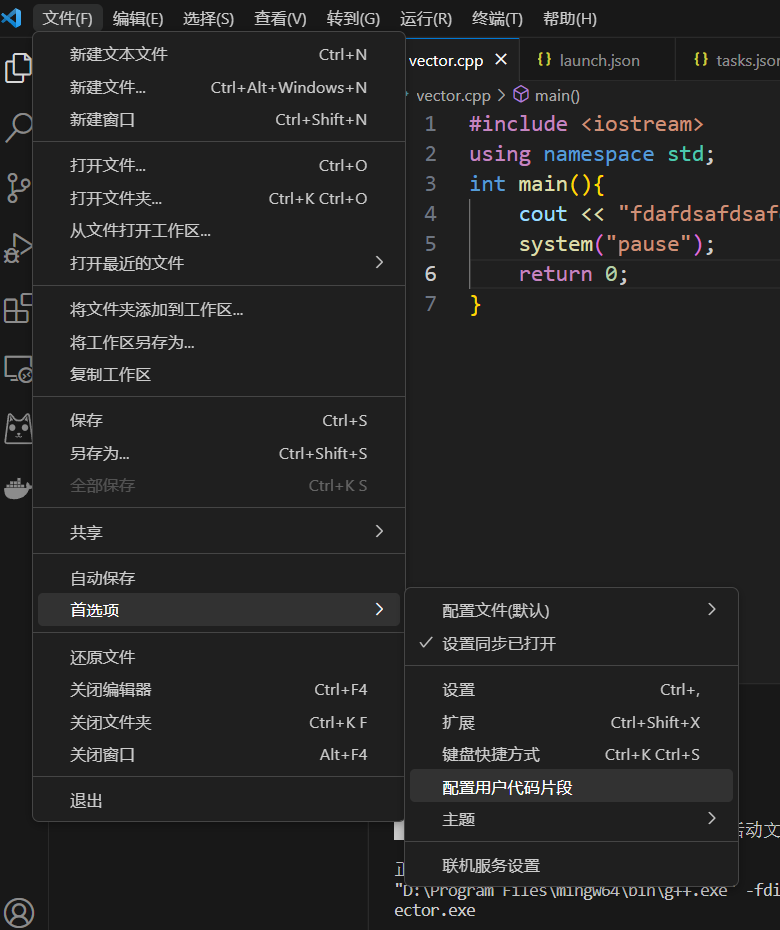 文件(F) 编辑(E) 选择(S) 查看(V) 转到(G) 运行(R) 终端(T) 帮助(H)
新建文本文件 Ctrl+N
新建文件... Ctrl+Alt+Windows+N
新建窗口 Ctrl+Shift+N
打开文件... Ctrl+O
打开文件夹... Ctrl+K Ctrl+O
从文件打开工作区...
打开最近的文件
将文件夹添加到工作区...
将工作区另存为...
复制工作区
保存 Ctrl+S
另存为... Ctrl+Shift+S
全部保存 Ctrl+K S
共享
自动保存
首选项
还原文件
关闭编辑器 Ctrl+F4
关闭文件夹 Ctrl+K F
关闭窗口 Alt+F4
退出
vector.cpp {} launch.json {} tasks.json
vector.cpp > main()
1 #include <iostream>
2 using namespace std;
3 int main(){
4 cout << "fdafdsafdsaf
5 system("pause");
6 return 0;
7 }
配置文件(默认)
设置同步已打开
设置 Ctrl+,
扩展 Ctrl+Shift+X
键盘快捷方式 Ctrl+K Ctrl+S
配置用户代码片段
主题
联机服务设置
动文
"D:\Program Files\mingw64\bin\g++.exe" -fdi
ector.exe